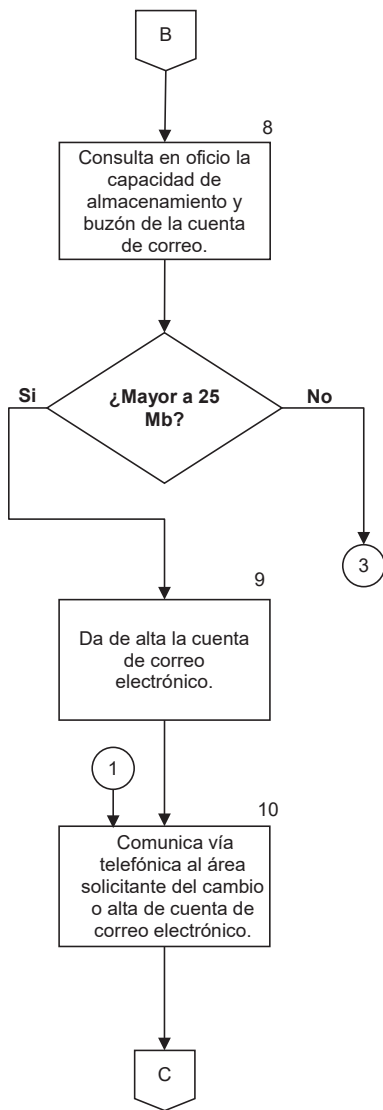 B
8
Consulta en oficio la
capacidad de
almacenamiento y
buzón de la cuenta
de correo.
Si
¿Mayor a 25
Mb?
No
3
9
Da de alta la cuenta
de correo
electrónico.
1
10
Comunica vía
telefónica al área
solicitante del cambio
o alta de cuenta de
correo electrónico.
C